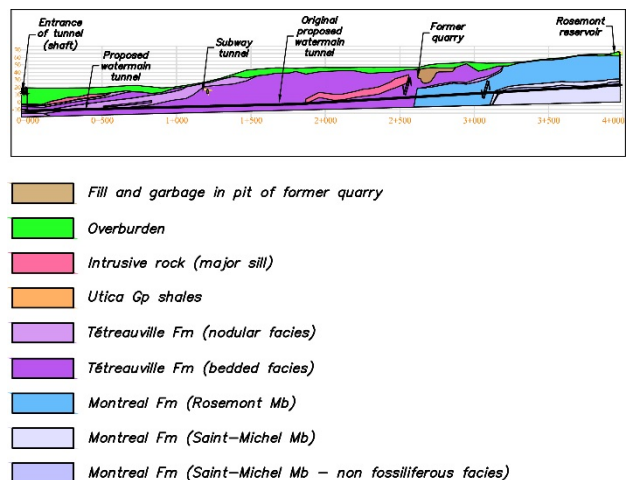 Entrance
of tunnel
(shaft)
Proposed
watermain
tunnel
Subway
tunnel
Original
proposed
watermain
tunnel
Former
quarry
Rosemont
reservoir
0+000
0+500
1+000
1+500
2+000
2+500
3+000
3+500
4+000
Fill and garbage in pit of former quarry
Overburden
Intrusive rock (major sill)
Utica Gp shales
Tétreauville Fm (nodular facies)
Tétreauville Fm (bedded facies)
Montreal Fm (Rosemont Mb)
Montreal Fm (Saint-Michel Mb)
Montreal Fm (Saint-Michel Mb - non fossiliferous facies)